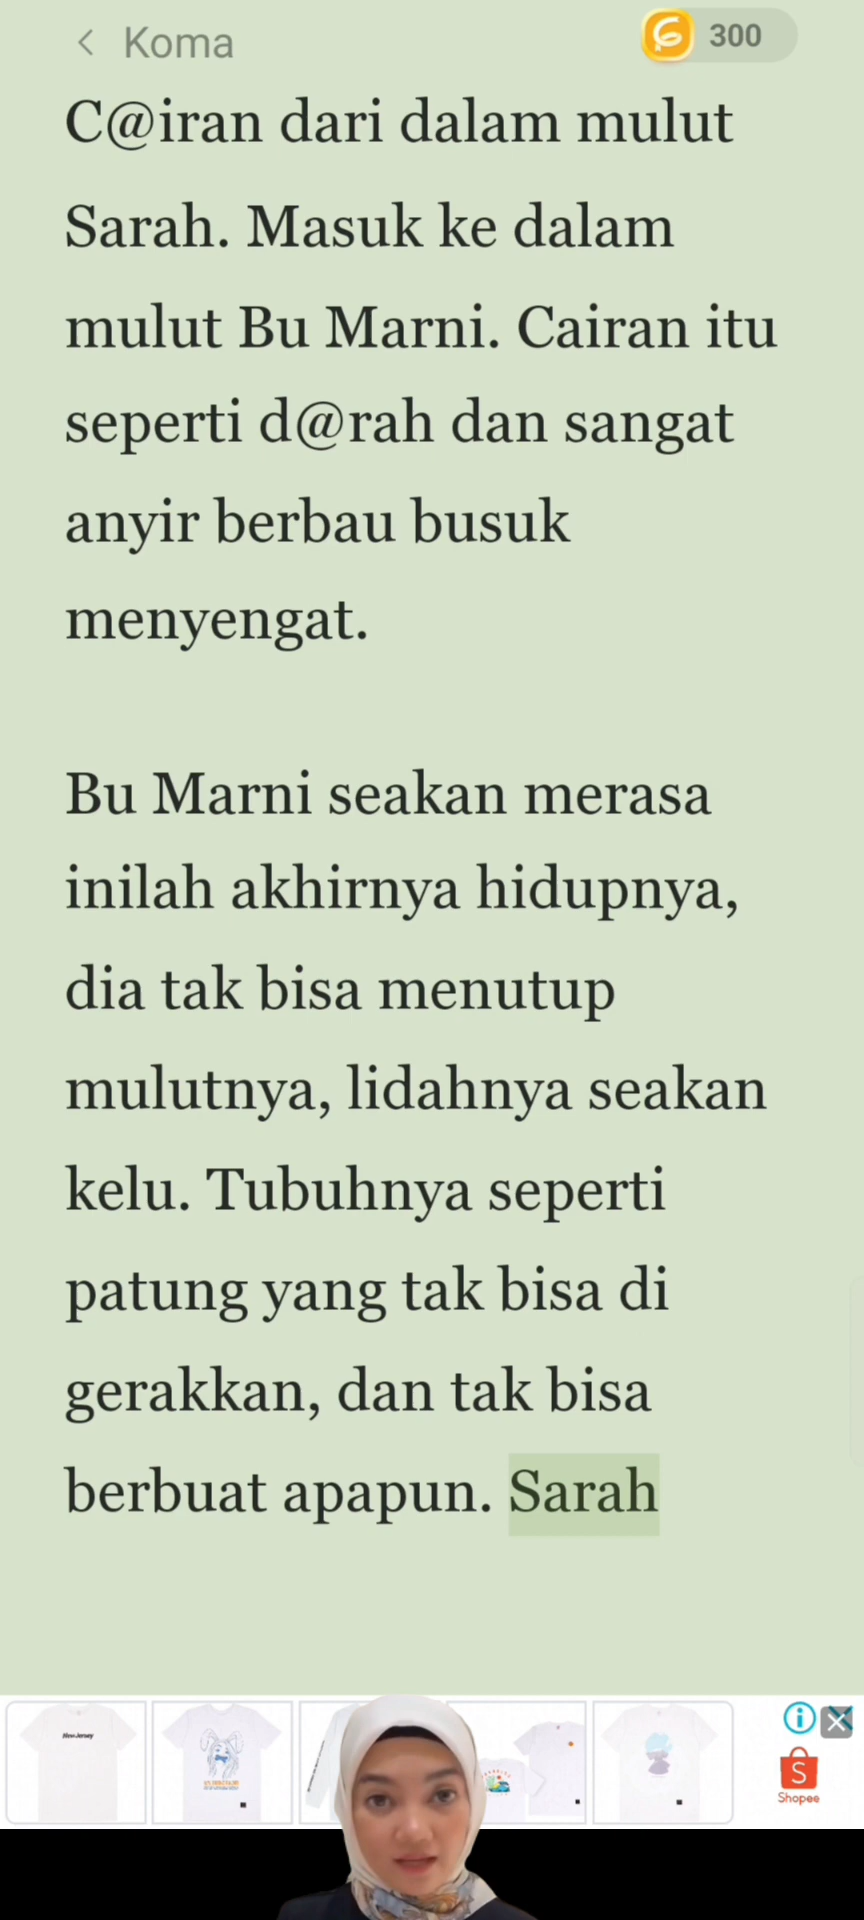 Koma
300
C@iran dari dalam mulut
Sarah. Masuk ke dalam
mulut Bu Marni. Cairan itu
seperti d@rah dan sangat
anyir berbau busuk
menyengat.
Bu Marni seakan merasa
inilah akhirnya hidupnya,
dia tak bisa menutup
mulutnya, lidahnya seakan
kelu. Tubuhnya seperti
patung yang tak bisa di
gerakkan, dan tak bisa
berbuat apapun. Sarah
New Jersey
Shopee